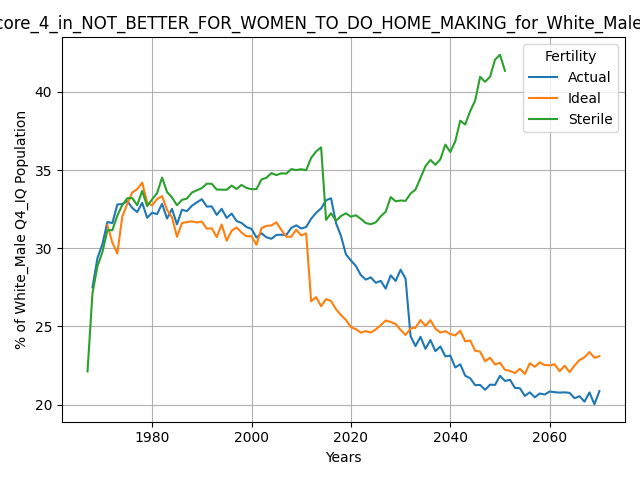 core_4_in_NOT_BETTER_FOR_WOMEN_TO_DO_HOME_MAKING_for_White_Male
Fertility
Actual
Ideal
Sterile
% of White_Male Q4_IQ Population
40
35
30
25
20
1980
2000
2020
2040
2060
Years